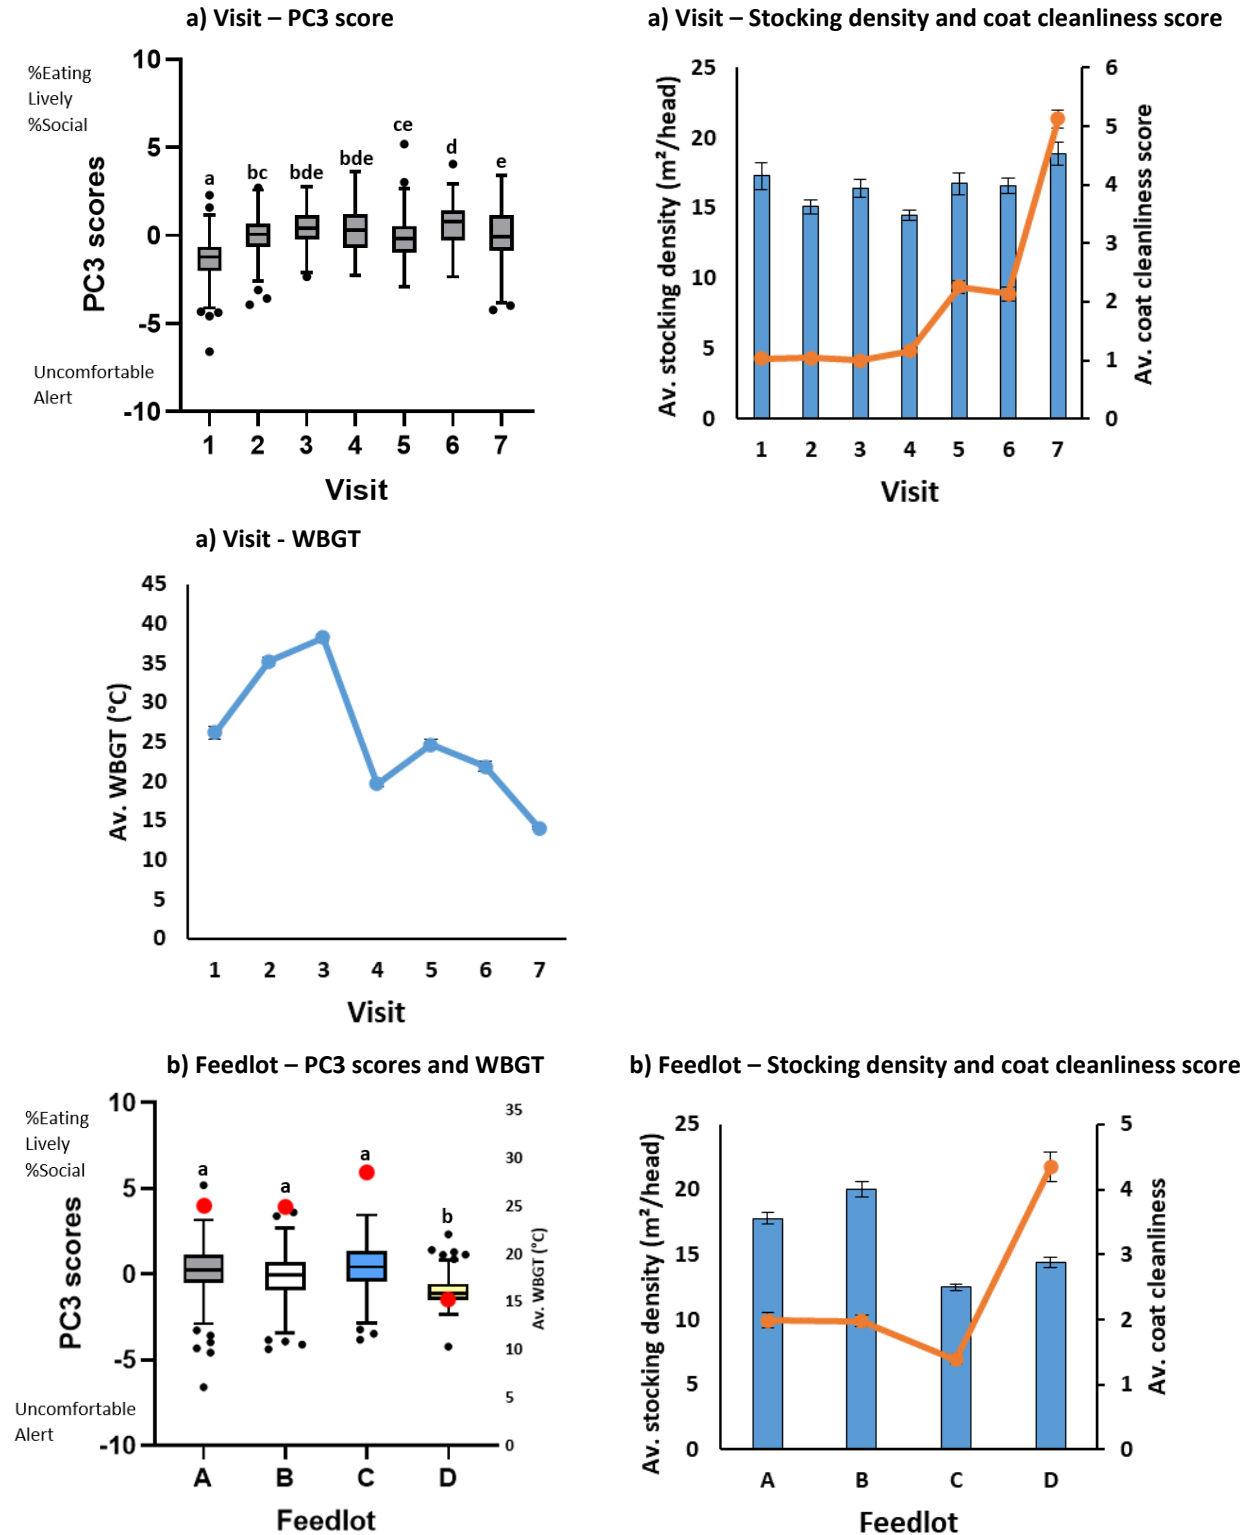 a) Visit – PC3 score
%Eating
Lively
%Social
Uncomfortable
Alert
PC3 scores
10
5
0
-5
-10
a
bc
bde
bde
ce
d
e
1 2 3 4 5 6 7
Visit
a) Visit – Stocking density and coat cleanliness score
Av. stocking density (m²/head)
25
20
15
10
5
0
6
5
4
3
2
1
0
Av. coat cleanliness score
1 2 3 4 5 6 7
Visit
a) Visit - WBGT
Av. WBGT (°C)
45
40
35
30
25
20
15
10
5
0
1 2 3 4 5 6 7
Visit
b) Feedlot – PC3 scores and WBGT
%Eating
Lively
%Social
Uncomfortable
Alert
PC3 scores
10
5
0
-5
-10
a
a
a
b
35
30
25
20
15
10
5
0
Av. WBGT (°C)
A B C D
Feedlot
b) Feedlot – Stocking density and coat cleanliness score
Av. stocking density (m²/head)
25
20
15
10
5
0
5
4
3
2
1
0
Av. coat cleanliness
A B C D
Feedlot